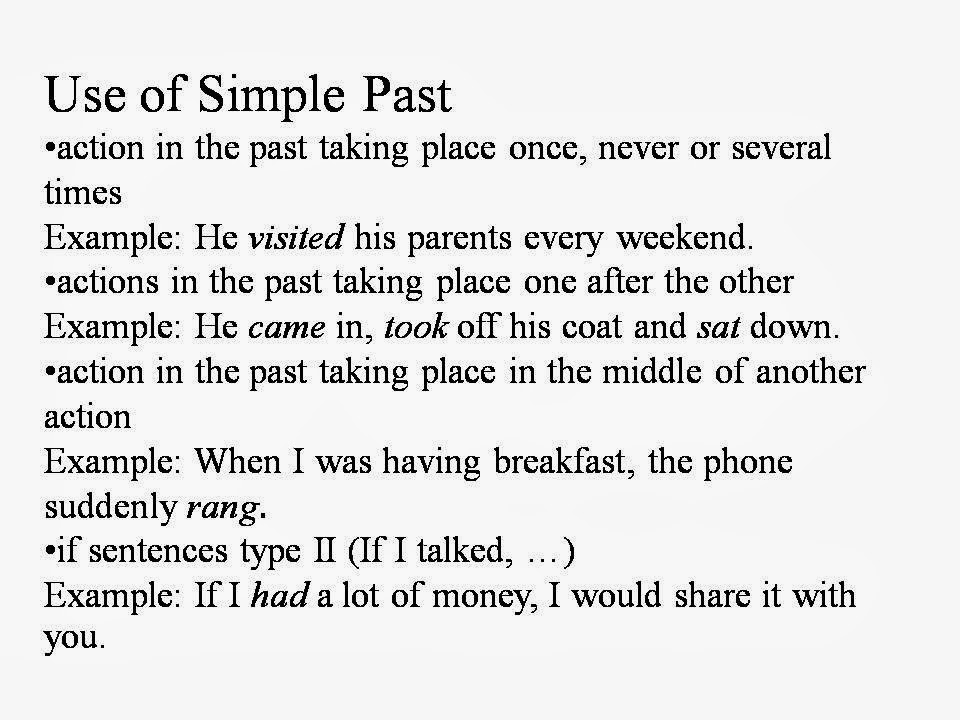 Use of Simple Past
•action in the past taking place once, never or several
times
Example: He visited his parents every weekend.
•actions in the past taking place one after the other
Example: He came in, took off his coat and sat down.
•action in the past taking place in the middle of another
action
Example: When I was having breakfast, the phone
suddenly rang.
•if sentences type II (If I talked, …)
Example: If I had a lot of money, I would share it with
you.